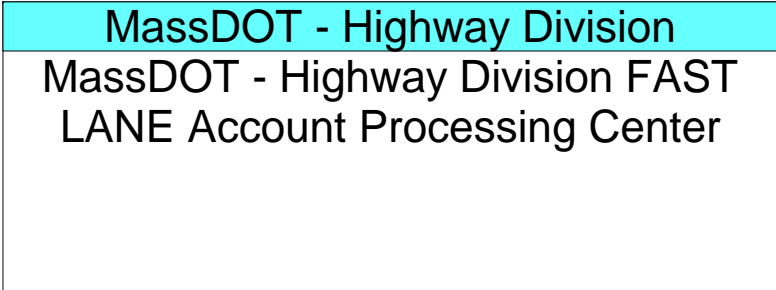 MassDOT - Highway Division
MassDOT - Highway Division FAST
LANE Account Processing Center